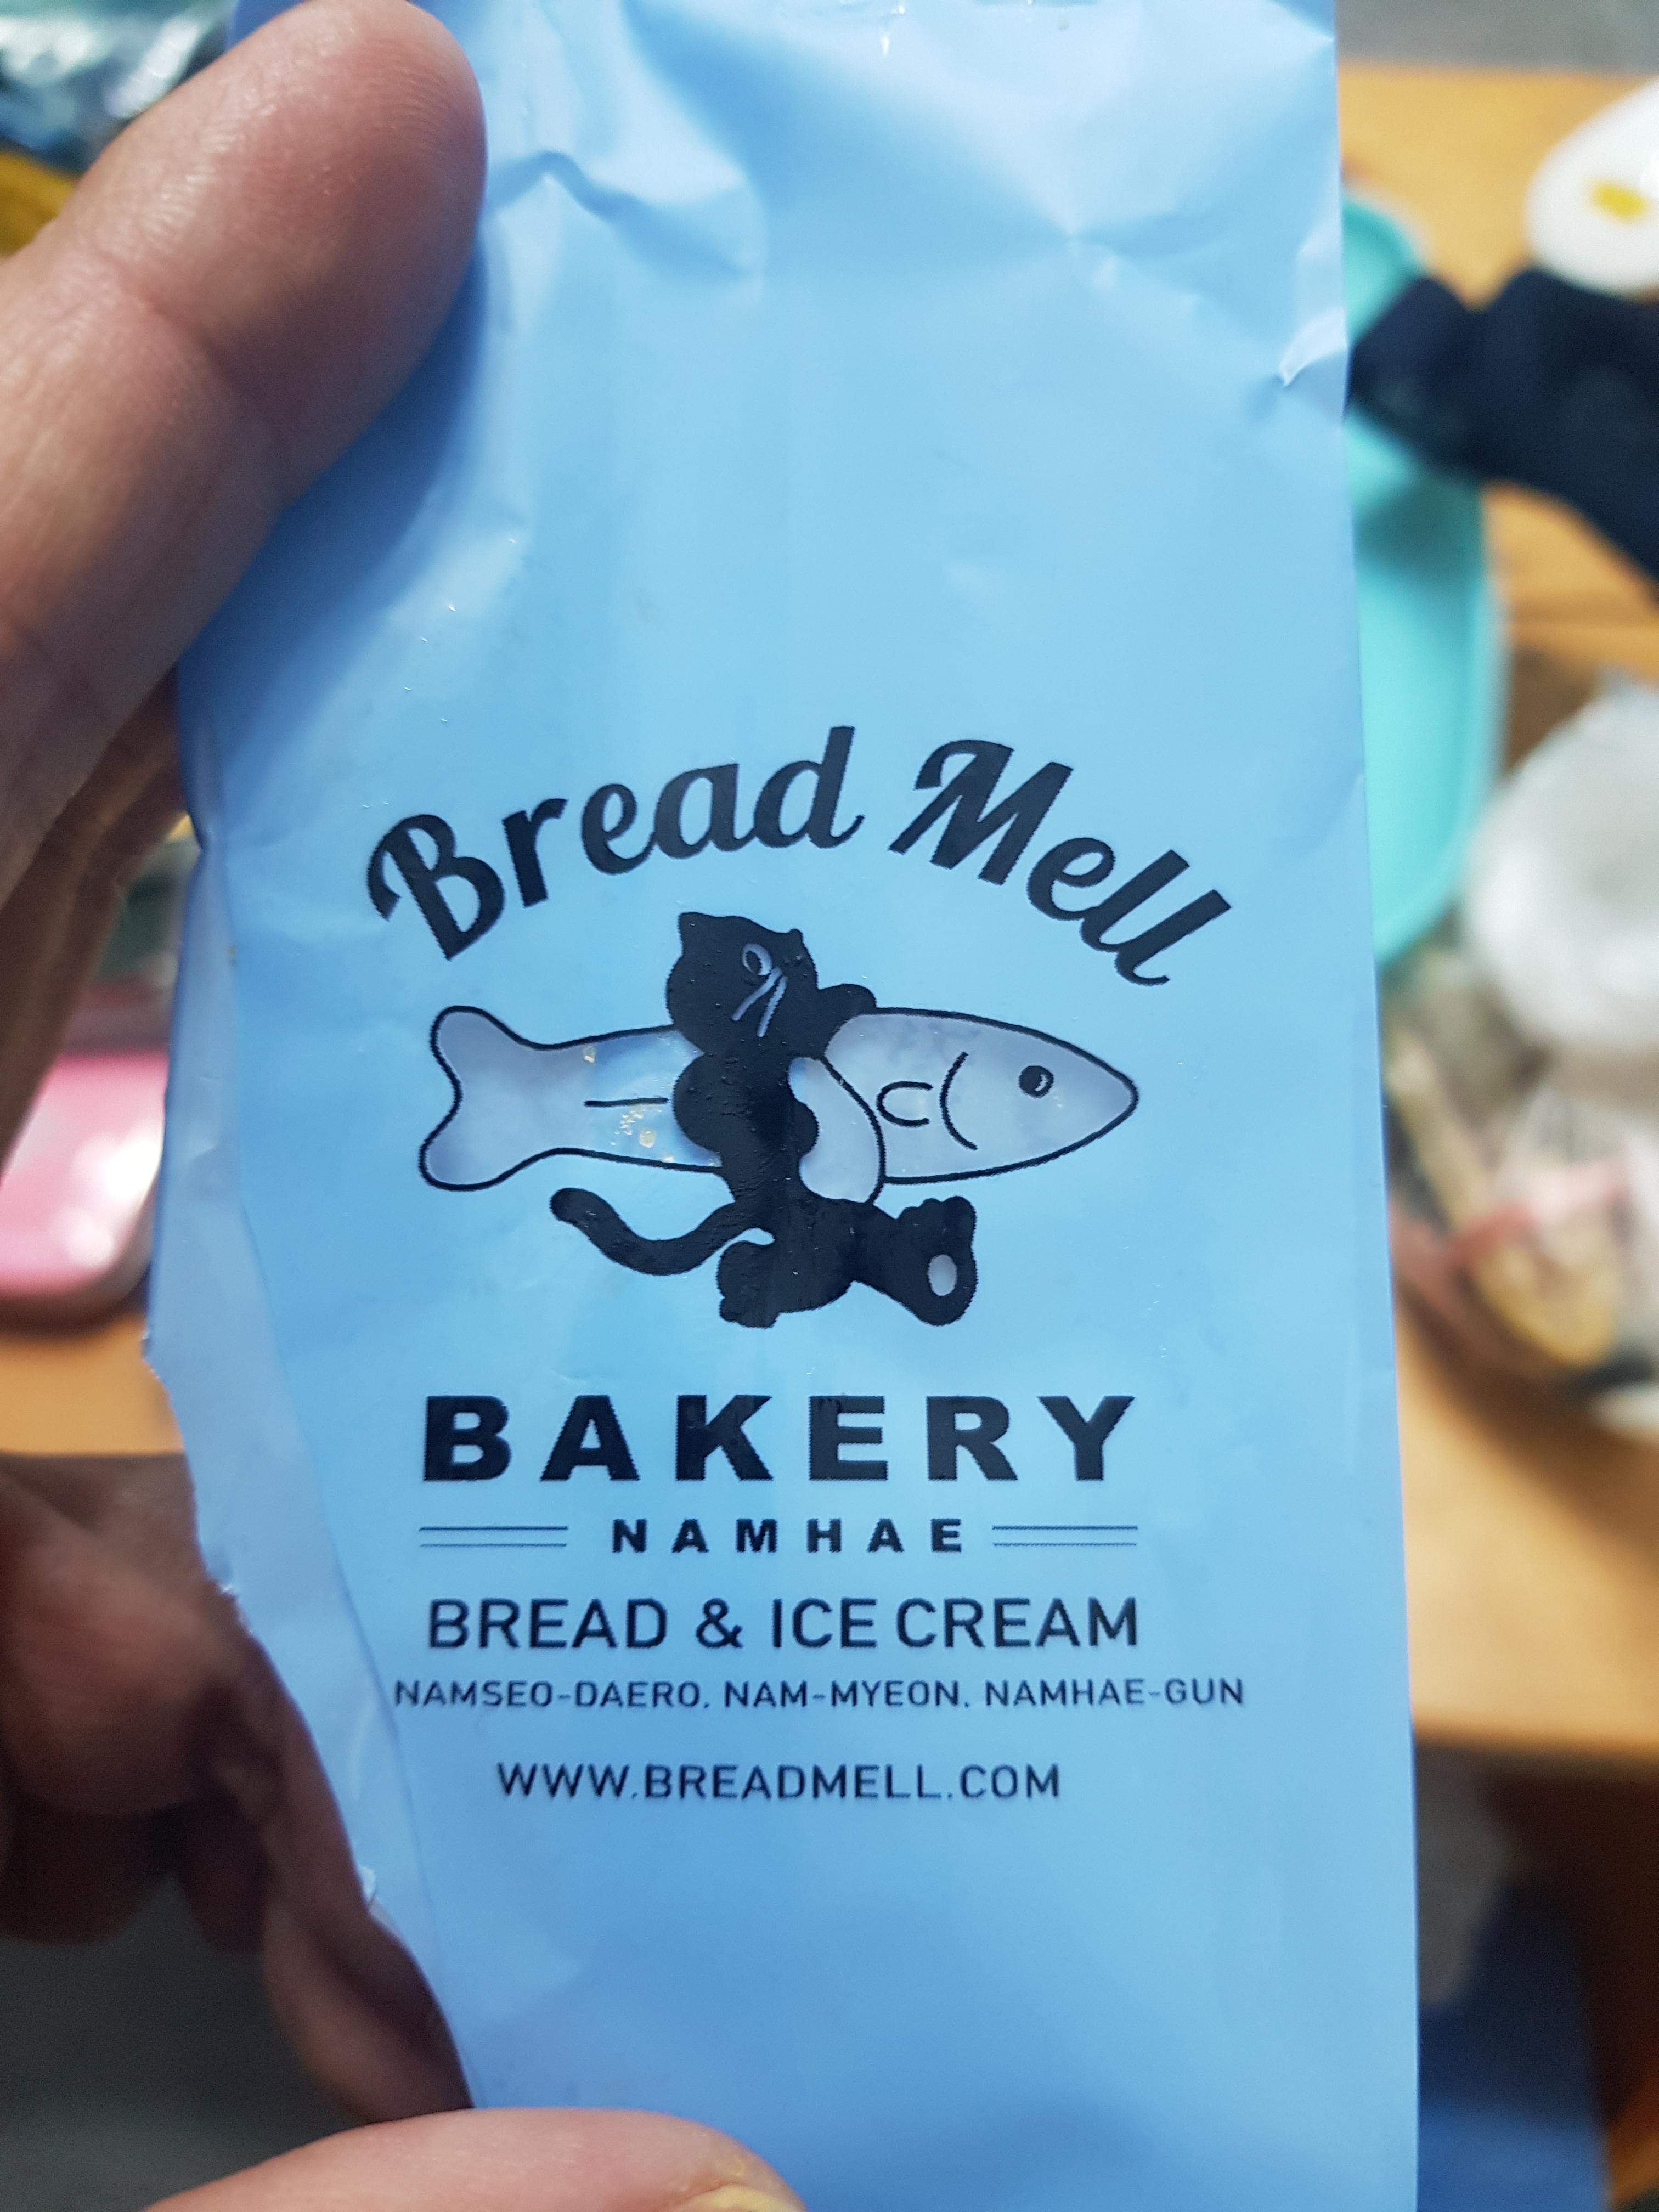 Bread Mell
BAKERY
NAMHAE
BREAD & ICE CREAM
NAMSEO-DAERO, NAM-MYEON, NAMHAE-GUN
WWW.BREADMELL.COM